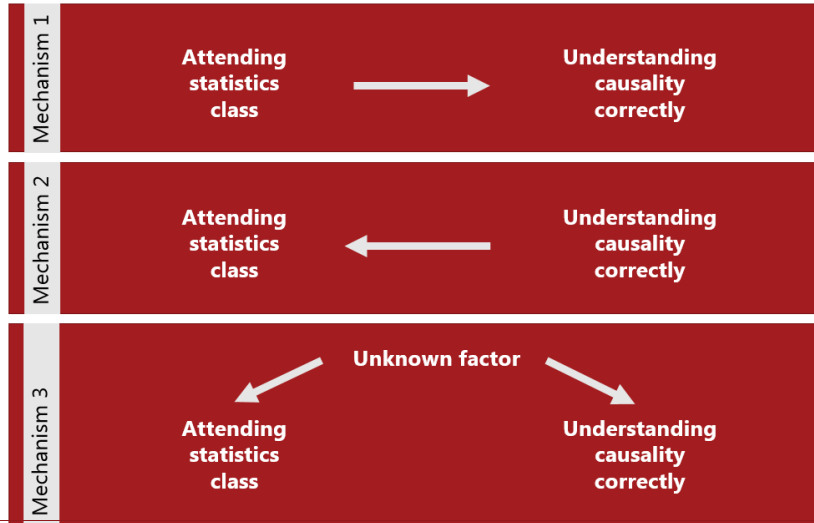 Mechanism 1
Attending
statistics
class
Understanding
causality
correctly
Mechanism 2
Attending
statistics
class
Understanding
causality
correctly
Mechanism 3
Unknown factor
Attending
statistics
class
Understanding
causality
correctly